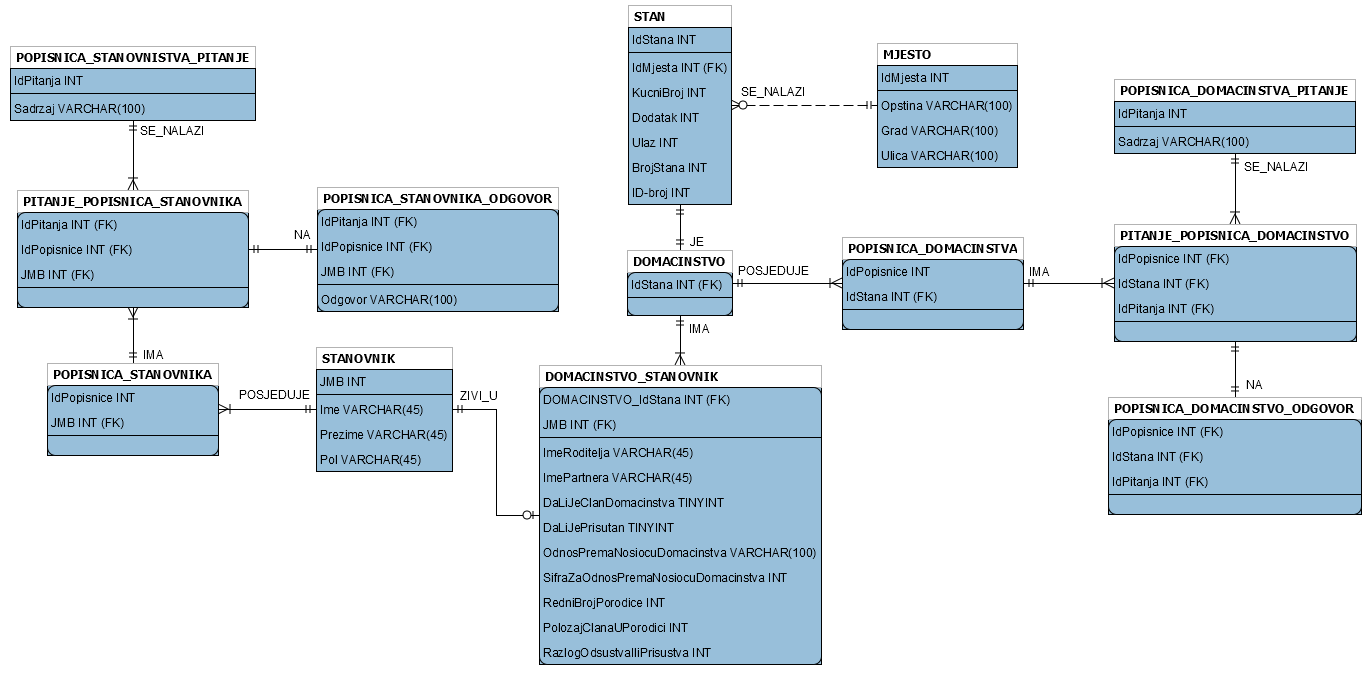 POPISNICA_STANOVNISTVA_PITANJE
IdPitanja INT
Sadrzaj VARCHAR(100)
SE_NALAZI
PITANJE_POPISNICA_STANOVNIKA
IdPitanja INT (FK)
IdPopisnice INT (FK)
JMB INT (FK)
NA
POPISNICA_STANOVNIKA_ODGOVOR
IdPitanja INT (FK)
IdPopisnice INT (FK)
JMB INT (FK)
Odgovor VARCHAR(100)
IMA
POPISNICA_STANOVNIKA
IdPopisnice INT
JMB INT (FK)
POSJEDUJE
STANOVNIK
JMB INT
Ime VARCHAR(45)
Prezime VARCHAR(45)
Pol VARCHAR(45)
ZIVI_U
STAN
IdStana INT
IdMjesta INT (FK)
KucniBroj INT
Dodatak INT
Ulaz INT
BrojStana INT
ID-broj INT
SE_NALAZI
MJESTO
IdMjesta INT
Opstina VARCHAR(100)
Grad VARCHAR(100)
Ulica VARCHAR(100)
JE
DOMACINSTVO
IdStana INT (FK)
POSJEDUJE
IMA
DOMACINSTVO_STANOVNIK
DOMACINSTVO_IdStana INT (FK)
JMB INT (FK)
ImeRoditelja VARCHAR(45)
ImePartnera VARCHAR(45)
DaLiJeClanDomacinstva TINYINT
DaLiJePrisutan TINYINT
OdnosPremaNosiocuDomacinstva VARCHAR(100)
SifraZaOdnosPremaNosiocuDomacinstva INT
RedniBrojPorodice INT
PolozajClanaUPorodici INT
RazlogOdsustvaIliPrisustva INT
POPISNICA_DOMACINSTVA
IdPopisnice INT
IdStana INT (FK)
IMA
POPISNICA_DOMACINSTVA_PITANJE
IdPitanja INT
Sadrzaj VARCHAR(100)
SE_NALAZI
PITANJE_POPISNICA_DOMACINSTVO
IdPopisnice INT (FK)
IdStana INT (FK)
IdPitanja INT (FK)
NA
POPISNICA_DOMACINSTVO_ODGOVOR
IdPopisnice INT (FK)
IdStana INT (FK)
IdPitanja INT (FK)